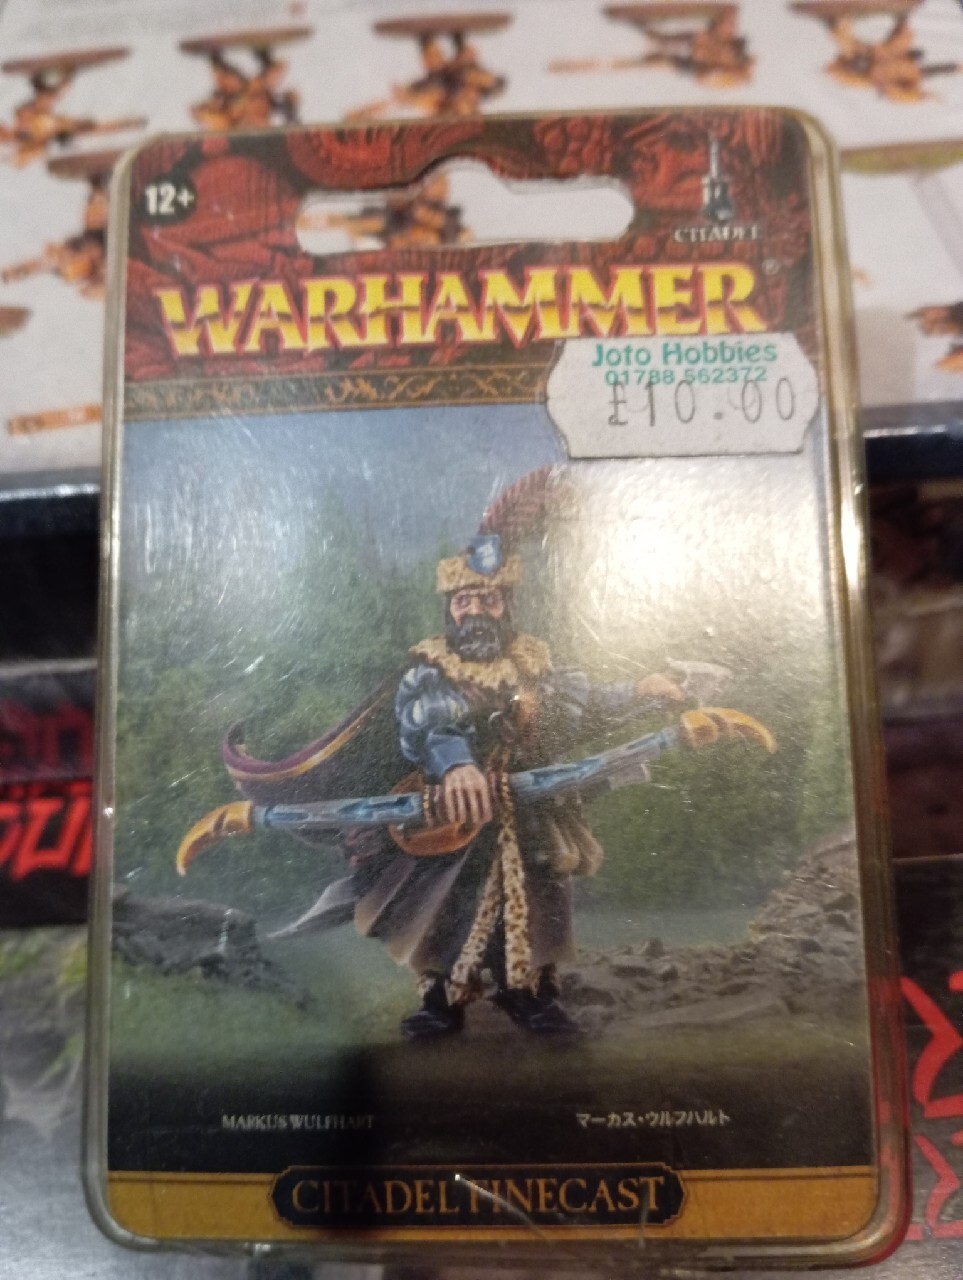 12+
CITADEL
WARHAMMER®
Joto Hobbies
01788 562372
£10.00
MARKUS WULFHART
マーカス・ウルフハルト
CITADEL FINECAST